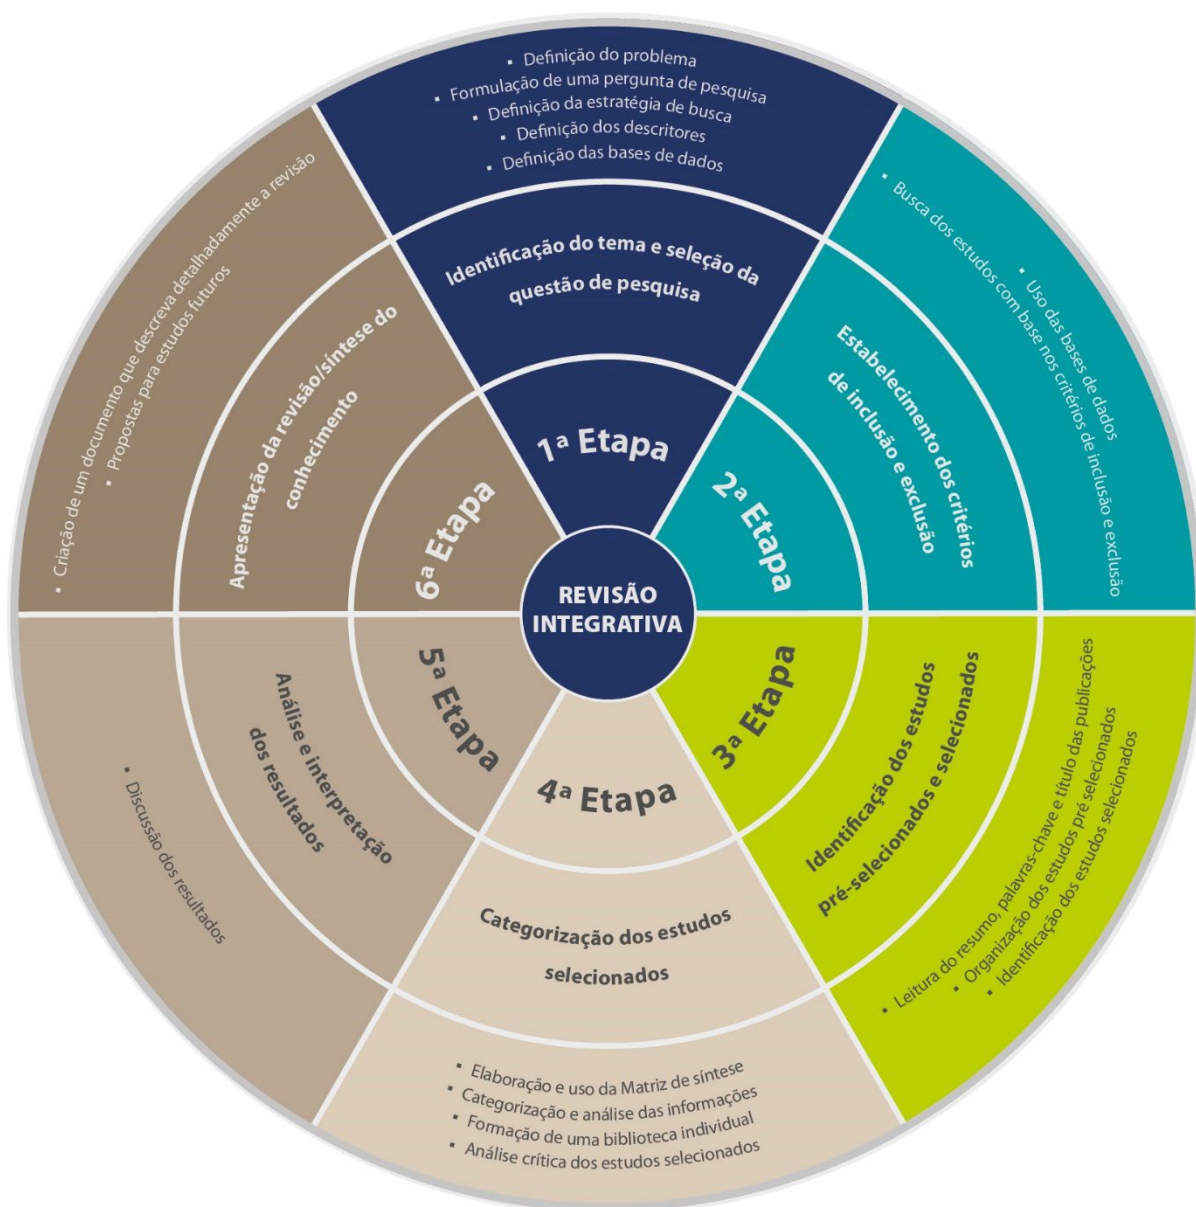 REVISÃO
INTEGRATIVA
1ª Etapa
Identificação do tema e seleção da
questão de pesquisa
▪ Definição do problema
▪ Formulação de uma pergunta de pesquisa
▪ Definição da estratégia de busca
▪ Definição dos descritores
▪ Definição das bases de dados
2ª Etapa
Estabelecimento dos critérios
de inclusão e exclusão
▪ Uso das bases de dados
▪ Busca dos estudos com base nos critérios de inclusão e exclusão
3ª Etapa
Identificação dos estudos
pré-selecionados e selecionados
▪ Leitura do resumo, palavras-chave e título das publicações
▪ Organização dos estudos pré selecionados
▪ Identificação dos estudos selecionados
4ª Etapa
Categorização dos estudos
selecionados
▪ Elaboração e uso da Matriz de síntese
▪ Categorização e análise das informações
▪ Formação de uma biblioteca individual
▪ Análise crítica dos estudos selecionados
5ª Etapa
Análise e interpretação
dos resultados
▪ Discussão dos resultados
6ª Etapa
Apresentação da revisão/síntese do
conhecimento
▪ Criação de um documento que descreva detalhadamente a revisão
▪ Propostas para estudos futuros